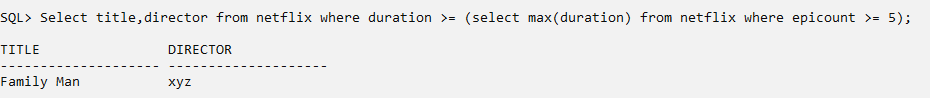 SQL> Select title,director from netflix where duration >= (select max(duration) from netflix where epicount >= 5);
TITLE                DIRECTOR
-------------------- --------------------
Family Man           xyz